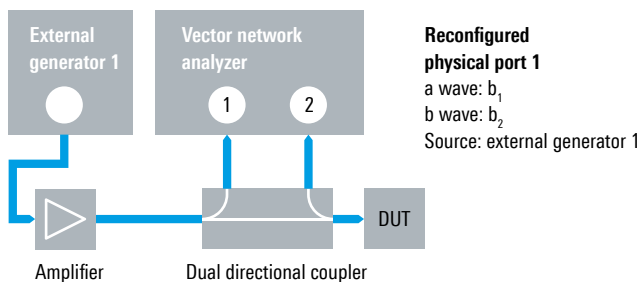 External
generator 1
Vector network
analyzer
1
2
Reconfigured
physical port 1
a wave: b₁
b wave: b₂
Source: external generator 1
DUT
Amplifier
Dual directional coupler